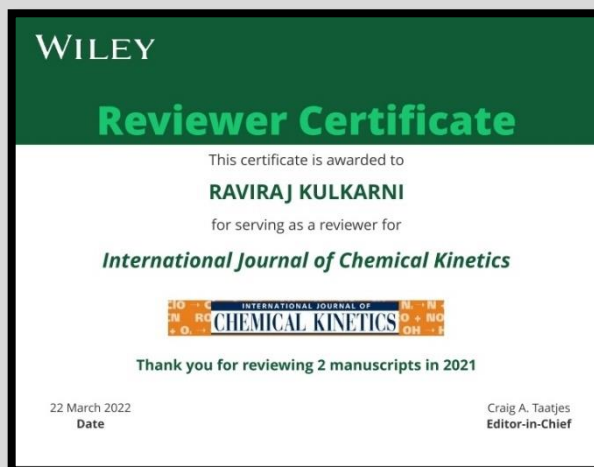 WILEY
Reviewer Certificate
This certificate is awarded to
RAVIRAJ KULKARNI
for serving as a reviewer for
International Journal of Chemical Kinetics
INTERNATIONAL JOURNAL OF
CHEMICAL KINETICS
Thank you for reviewing 2 manuscripts in 2021
22 March 2022
Date
Craig A. Taatjes
Editor-in-Chief